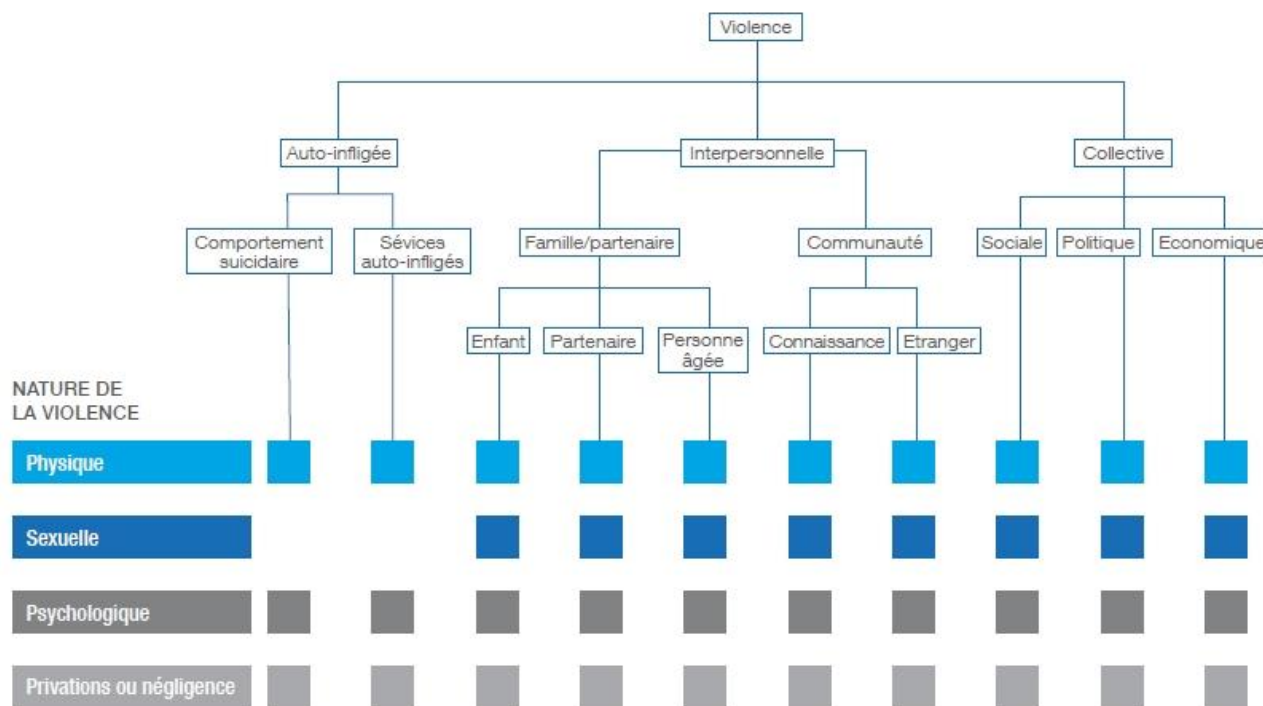 Violence
Auto-infligée
Interpersonnelle
Collective
Comportement
suicidaire
Sévices
auto-infligés
Famille/partenaire
Communauté
Sociale
Politique
Economique
Enfant
Partenaire
Personne
âgée
Connaissance
Etranger
NATURE DE
LA VIOLENCE
Physique
Sexuelle
Psychologique
Privations ou négligence